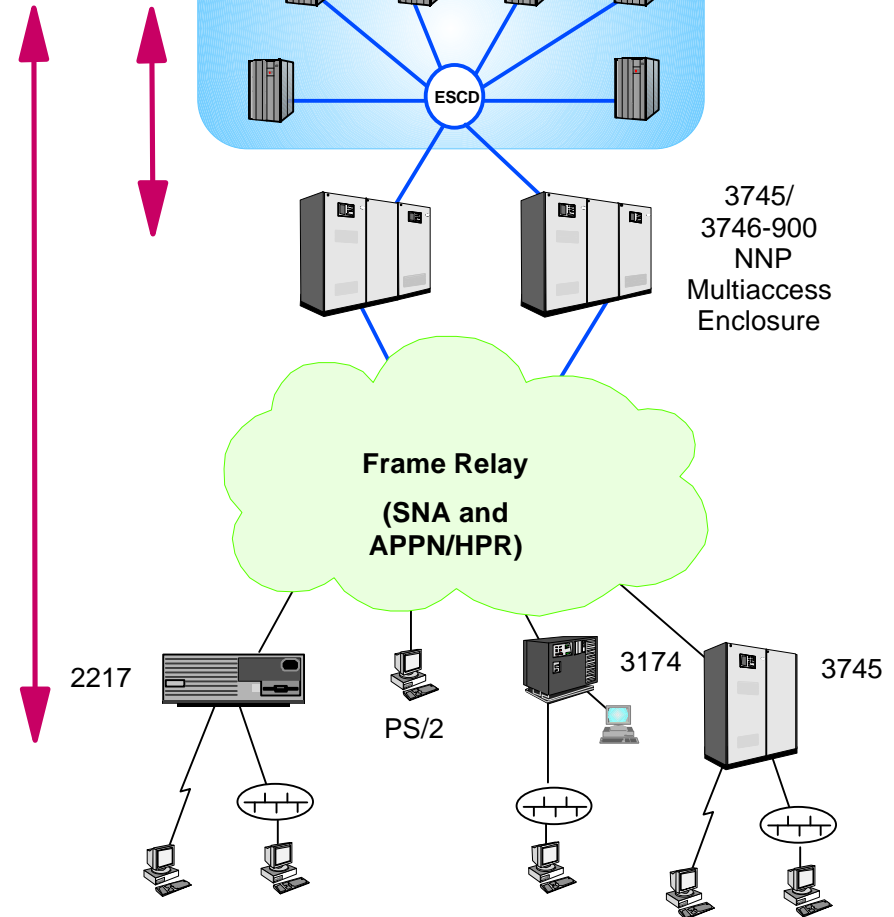 ESCD
3745/
3746-900
NNP
Multiaccess
Enclosure
Frame Relay
(SNA and
APPN/HPR)
2217
PS/2
3174
3745